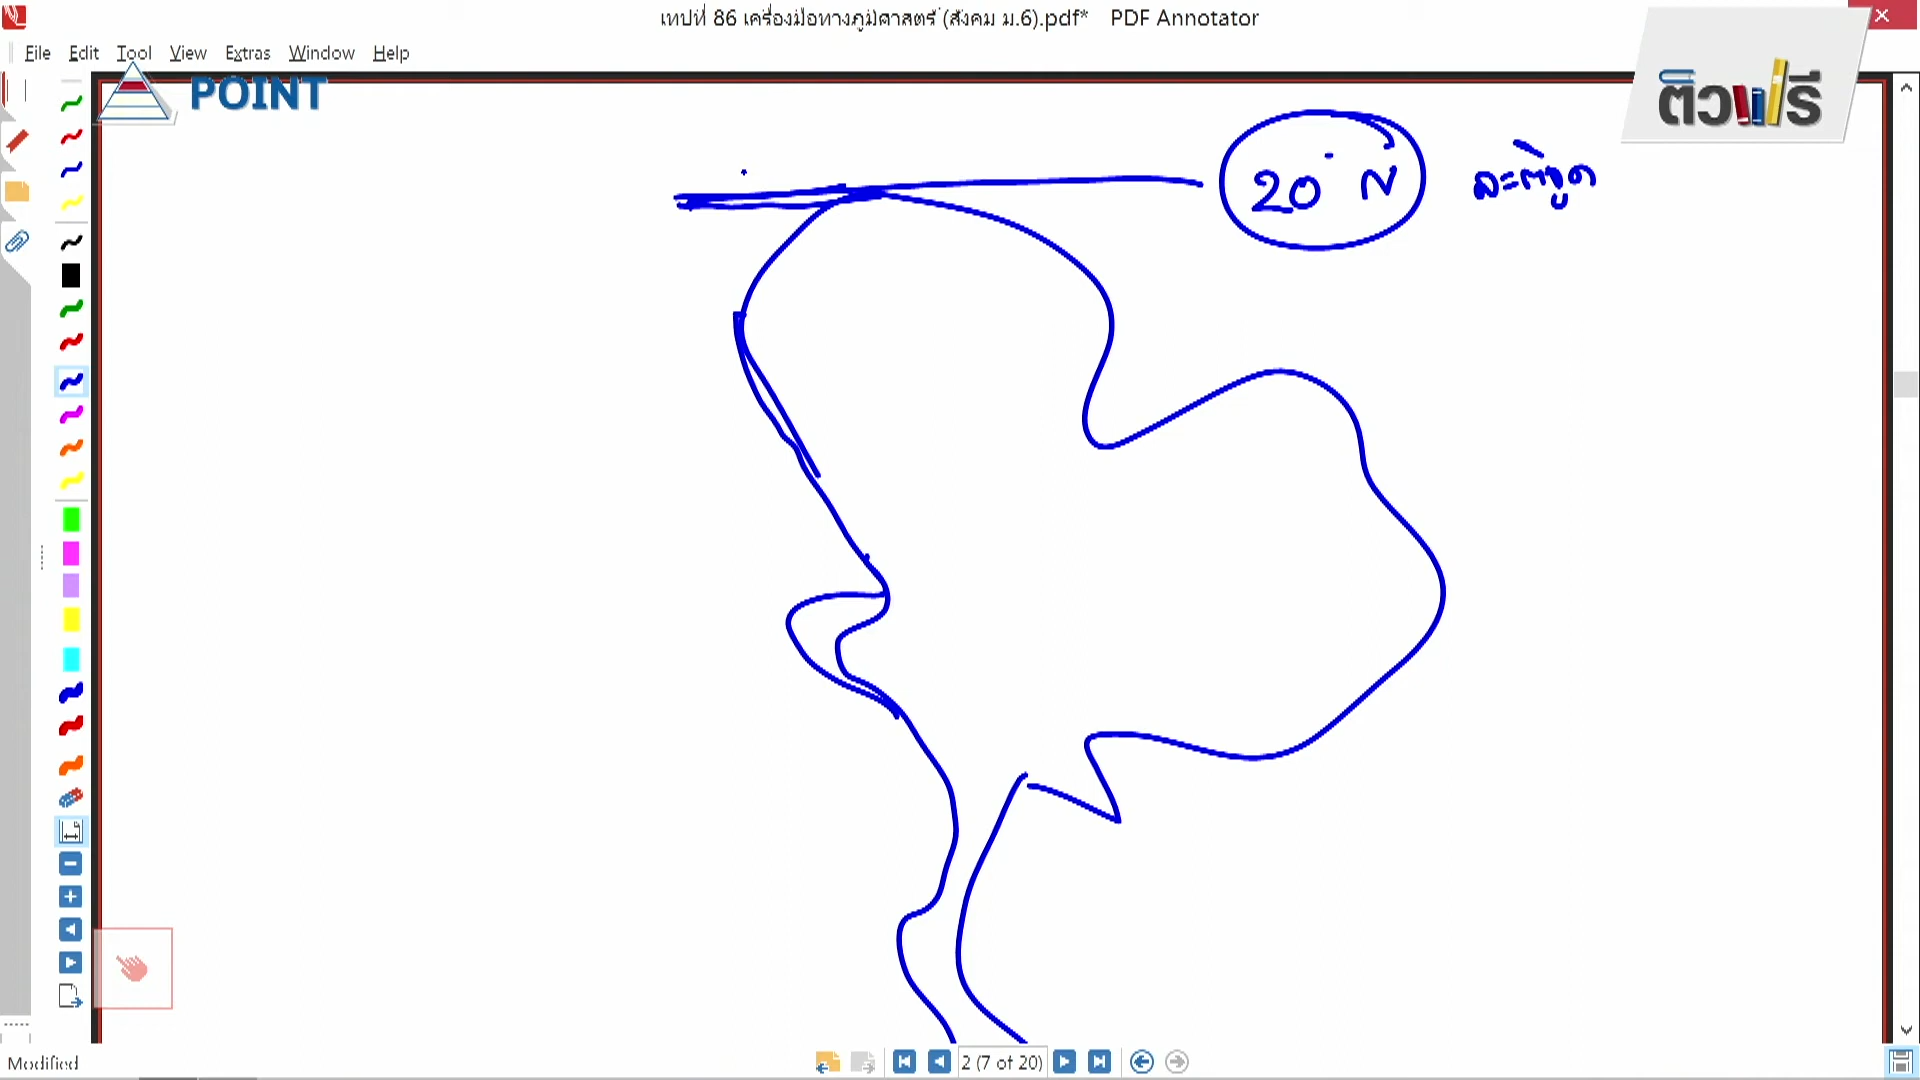 เทปที่ 86 เครื่องมือทางภูมิศาสตร์ (สังคม ม.6).pdf* PDF Annotator
File Edit Tool View Extras Window Help
POINT
ติวฟรี
20° N ละติจูด
2 (7 of 20)
Modified